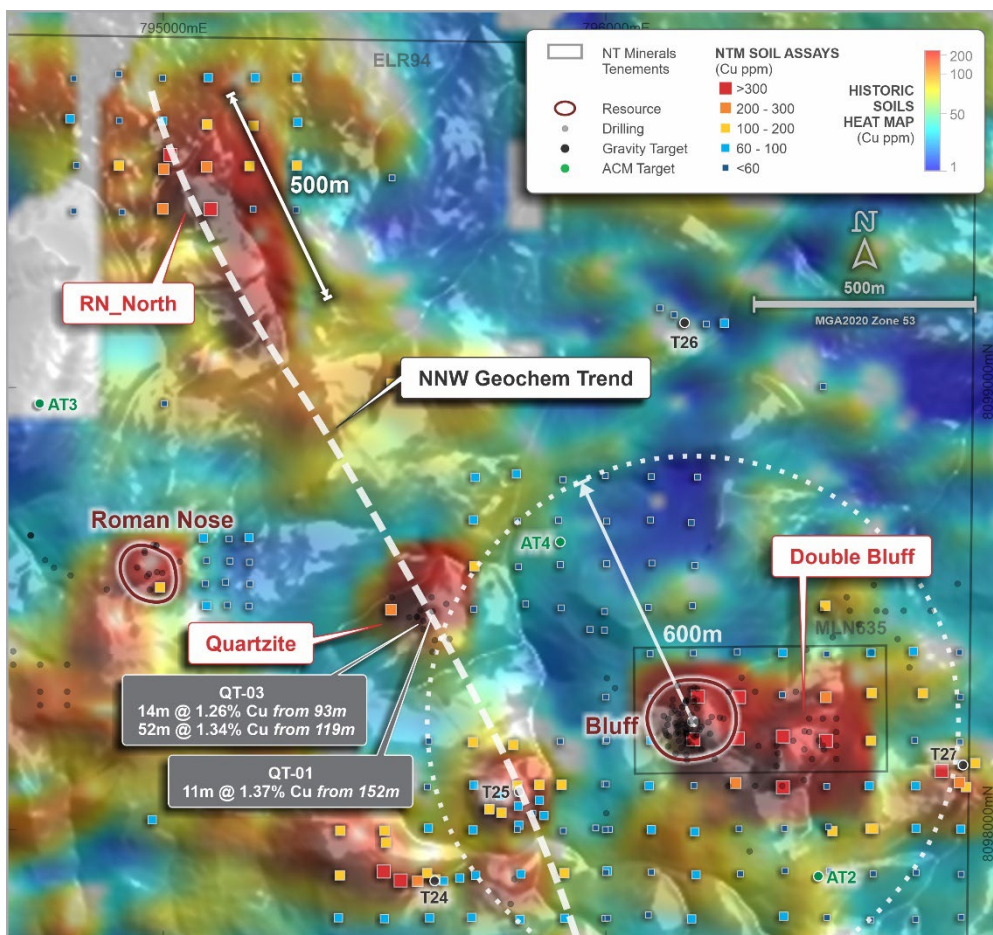 795000mE
796000mE
ELR94
NT Minerals
Tenements
Resource
Drilling
Gravity Target
ACM Target
NTM SOIL ASSAYS
(Cu ppm)
>300
200 - 300
100 - 200
60 - 100
<60
HISTORIC
SOILS
HEAT MAP
(Cu ppm)
200
100
50
1
N
500m
MGA2020 Zone 53
500m
RN_North
T26
NNW Geochem Trend
8099000mN
AT3
Roman Nose
AT4
Double Bluff
MLN635
600m
Quartzite
QT-03
14m @ 1.26% Cu from 93m
52m @ 1.34% Cu from 119m
Bluff
QT-01
11m @ 1.37% Cu from 152m
T27
T25
8098000mN
T24
AT2